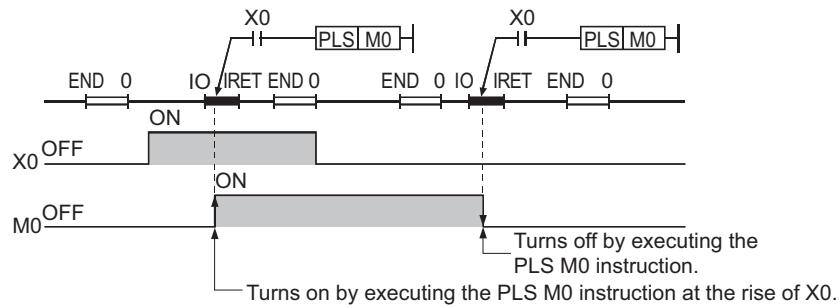 X0 X0
PLS M0 PLS M0
END 0 IO IRET END 0 END 0 IO IRET END 0
ON
X0 OFF
ON
M0 OFF
Turns off by executing the
PLS M0 instruction.
Turns on by executing the PLS M0 instruction at the rise of X0.